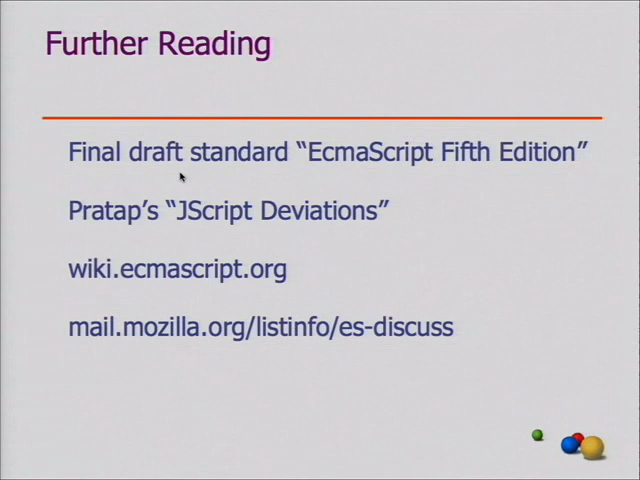 Further Reading
Final draft standard “EcmaScript Fifth Edition”
Pratap’s “JScript Deviations”
wiki.ecmascript.org
mail.mozilla.org/listinfo/es-discuss